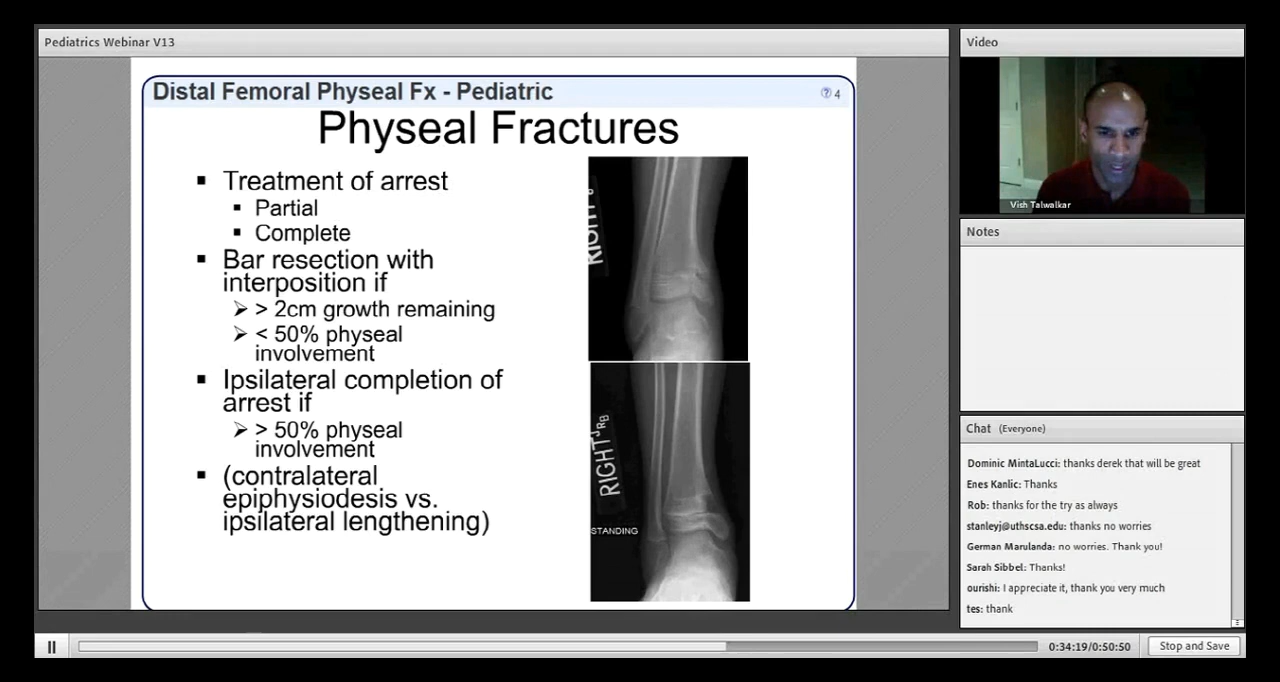 Pediatrics Webinar V13
Distal Femoral Physeal Fx - Pediatric
? 4
Physeal Fractures
▪ Treatment of arrest
▪ Partial
▪ Complete
▪ Bar resection with
interposition if
➢ > 2cm growth remaining
➢ < 50% physeal
involvement
▪ Ipsilateral completion of
arrest if
➢ > 50% physeal
involvement
▪ (contralateral
epiphysiodesis vs.
ipsilateral lengthening)
RIGHT
RIGHT J RB
STANDING
Video
Vish Talwalkar
Notes
Chat (Everyone)
Dominic MintaLucci: thanks derek that will be great
Enes Kanlic: Thanks
Rob: thanks for the try as always
stanleyj@uthscsa.edu: thanks no worries
German Marulanda: no worries. Thank you!
Sarah Sibbel: Thanks!
ourishi: I appreciate it, thank you very much
tes: thank
0:34:19/0:50:50
Stop and Save